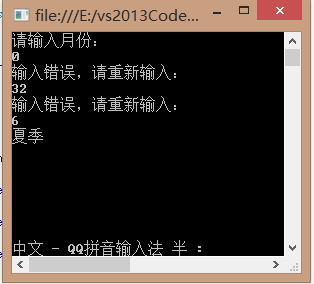 file:///E:/vs2013Code...
请输入月份：
0
输入错误，请重新输入：
32
输入错误，请重新输入：
6
夏季
中文 - QQ拼音输入法 半 ：